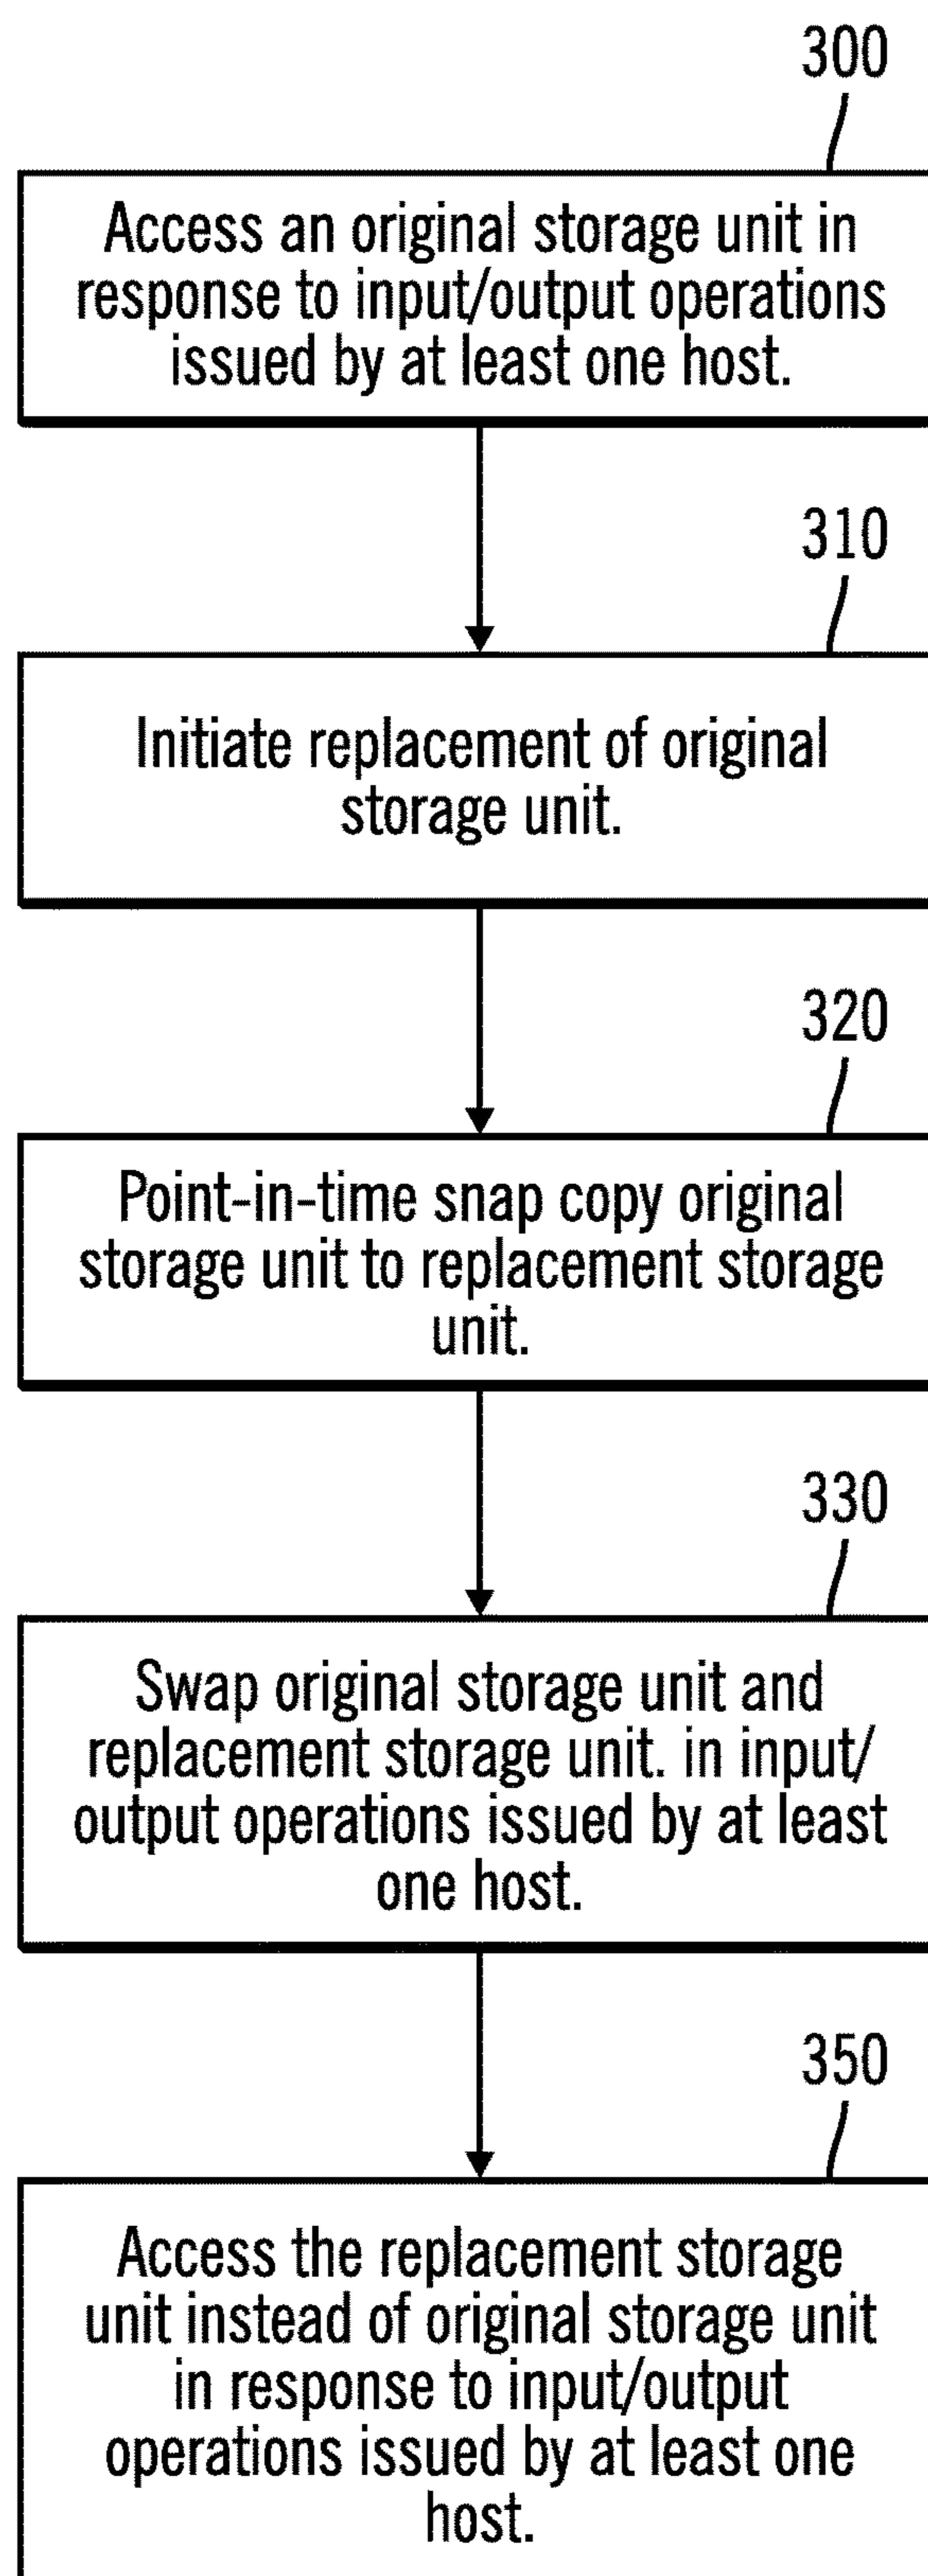 300
Access an original storage unit in
response to input/output operations
issued by at least one host.
310
Initiate replacement of original
storage unit.
320
Point-in-time snap copy original
storage unit to replacement storage
unit.
330
Swap original storage unit and
replacement storage unit. in input/
output operations issued by at least
one host.
350
Access the replacement storage
unit instead of original storage unit
in response to input/output
operations issued by at least one
host.